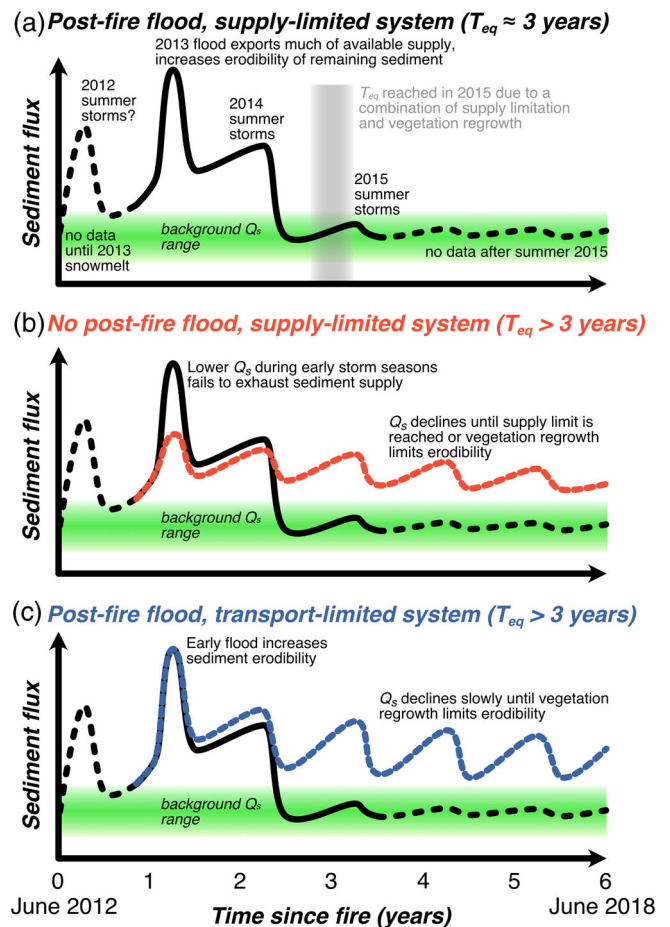 (a) Post-fire flood, supply-limited system (Teq ≈ 3 years)
2013 flood exports much of available supply,
increases erodibility of remaining sediment
2012
summer
storms?
2014
summer
storms
Teq reached in 2015 due to a
combination of supply limitation
and vegetation regrowth
2015
summer
storms
Sediment flux
no data
until 2013
snowmelt
background Qs
range
no data after summer 2015
(b) No post-fire flood, supply-limited system (Teq > 3 years)
Lower Qs during early storm seasons
fails to exhaust sediment supply
Qs declines until supply limit is
reached or vegetation regrowth
limits erodibility
Sediment flux
background Qs
range
(c) Post-fire flood, transport-limited system (Teq > 3 years)
Early flood increases
sediment erodibility
Qs declines slowly until vegetation
regrowth limits erodibility
Sediment flux
background Qs
range
0 1 2 3 4 5 6
June 2012 Time since fire (years) June 2018